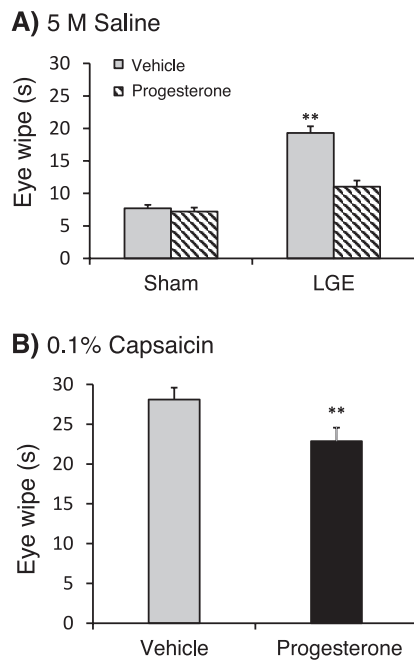 A) 5 M Saline
30
25
20
15
10
5
0
Eye wipe (s)
Vehicle
Progesterone
**
Sham LGE
B) 0.1% Capsaicin
30
25
20
15
10
5
0
Eye wipe (s)
**
Vehicle Progesterone